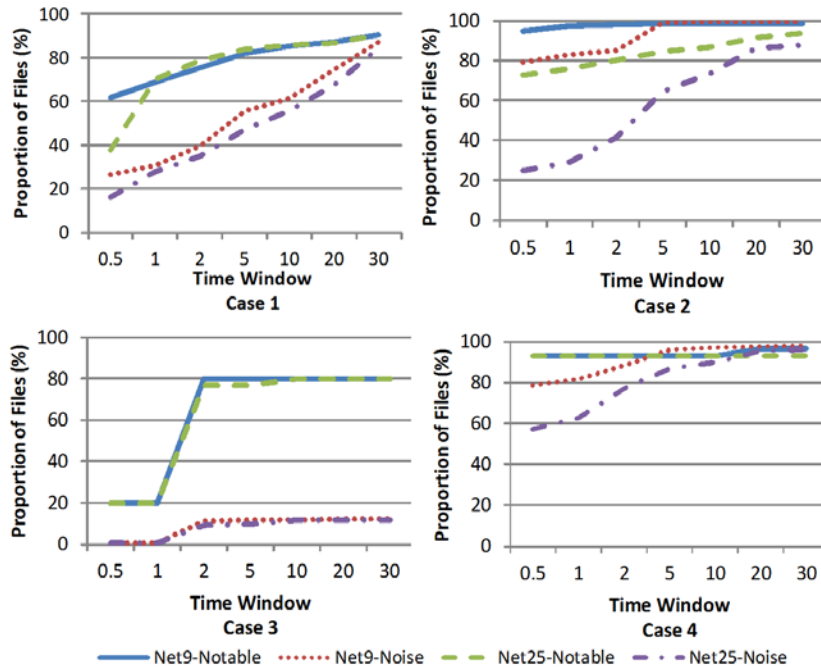 Proportion of Files (%)
100
80
60
40
20
0
0.5 1 2 5 10 20 30
Time Window
Case 1
Proportion of Files (%)
100
80
60
40
20
0
0.5 1 2 5 10 20 30
Time Window
Case 2
Proportion of Files (%)
100
80
60
40
20
0
0.5 1 2 5 10 20 30
Time Window
Case 3
Proportion of Files (%)
100
80
60
40
20
0
0.5 1 2 5 10 20 30
Time Window
Case 4
Net9-Notable Net9-Noise Net25-Notable Net25-Noise